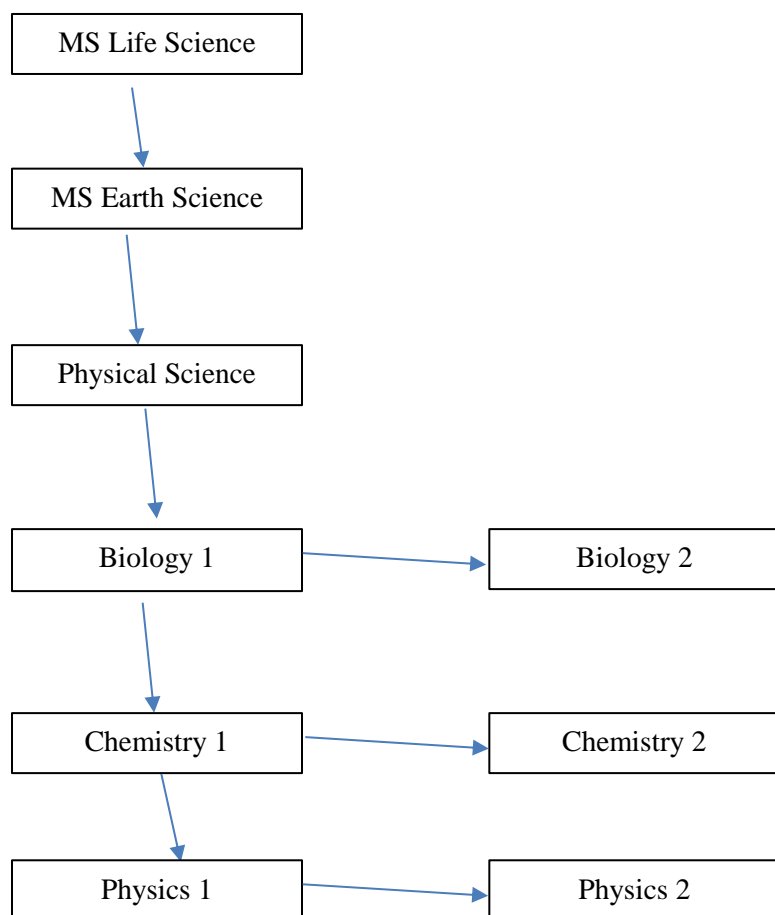 MS Life Science
MS Earth Science
Physical Science
Biology 1
Biology 2
Chemistry 1
Chemistry 2
Physics 1
Physics 2